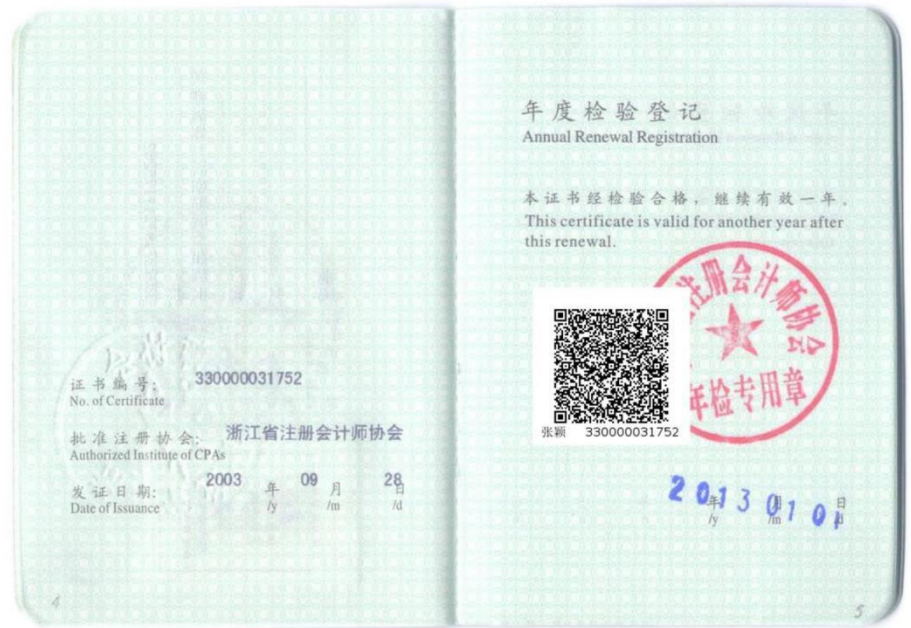 证书编号:
330000031752
No. of Certificate
批准注册协会:
浙江省注册会计师协会
Authorized Institute of CPAs
发证日期:
2003 年 09 月 28 日
Date of Issuance
/y /m /d
4
年度检验登记
Annual Renewal Registration
本证书经检验合格，继续有效一年.
This certificate is valid for another year after
this renewal.
注册会计师协会
年检专用章
张颖 330000031752
2013 01 01
年 月 日
/y /m /d
5